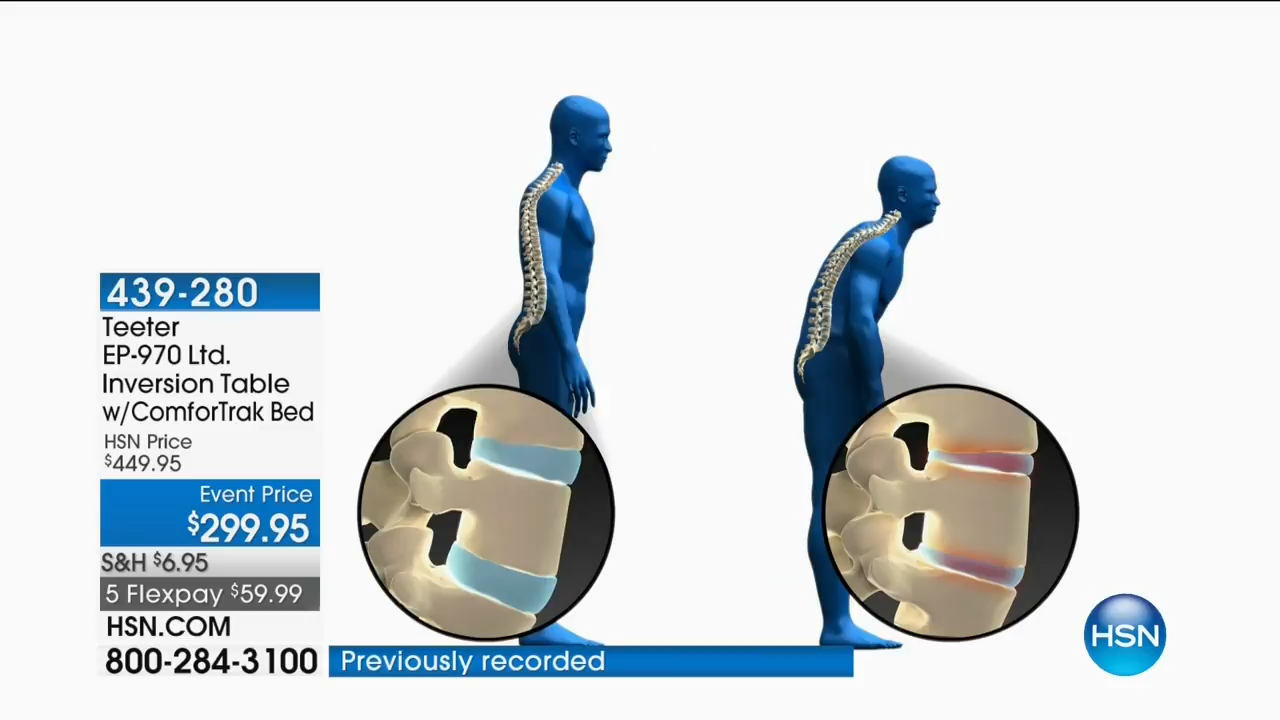 439-280
Teeter
EP-970 Ltd.
Inversion Table
w/ComforTrak Bed
HSN Price
$449.95
Event Price
$299.95
S&H $6.95
5 Flexpay $59.99
HSN.COM
800-284-3100
Previously recorded
HSN